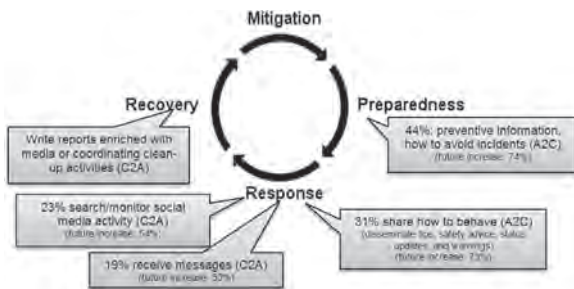 Mitigation
Recovery
Preparedness
Write reports enriched with
media or coordinating clean-
up activities (C2A)
44%: preventive information,
how to avoid incidents (A2C)
(future increase: 74%)
Response
23% search/monitor social
media activity (C2A)
(future increase: 54%)
31% share how to behave (A2C)
(disseminate tips, safety advice, status
updates, and warnings)
(future increase: 73%)
19% receive messages (C2A)
(future increase: